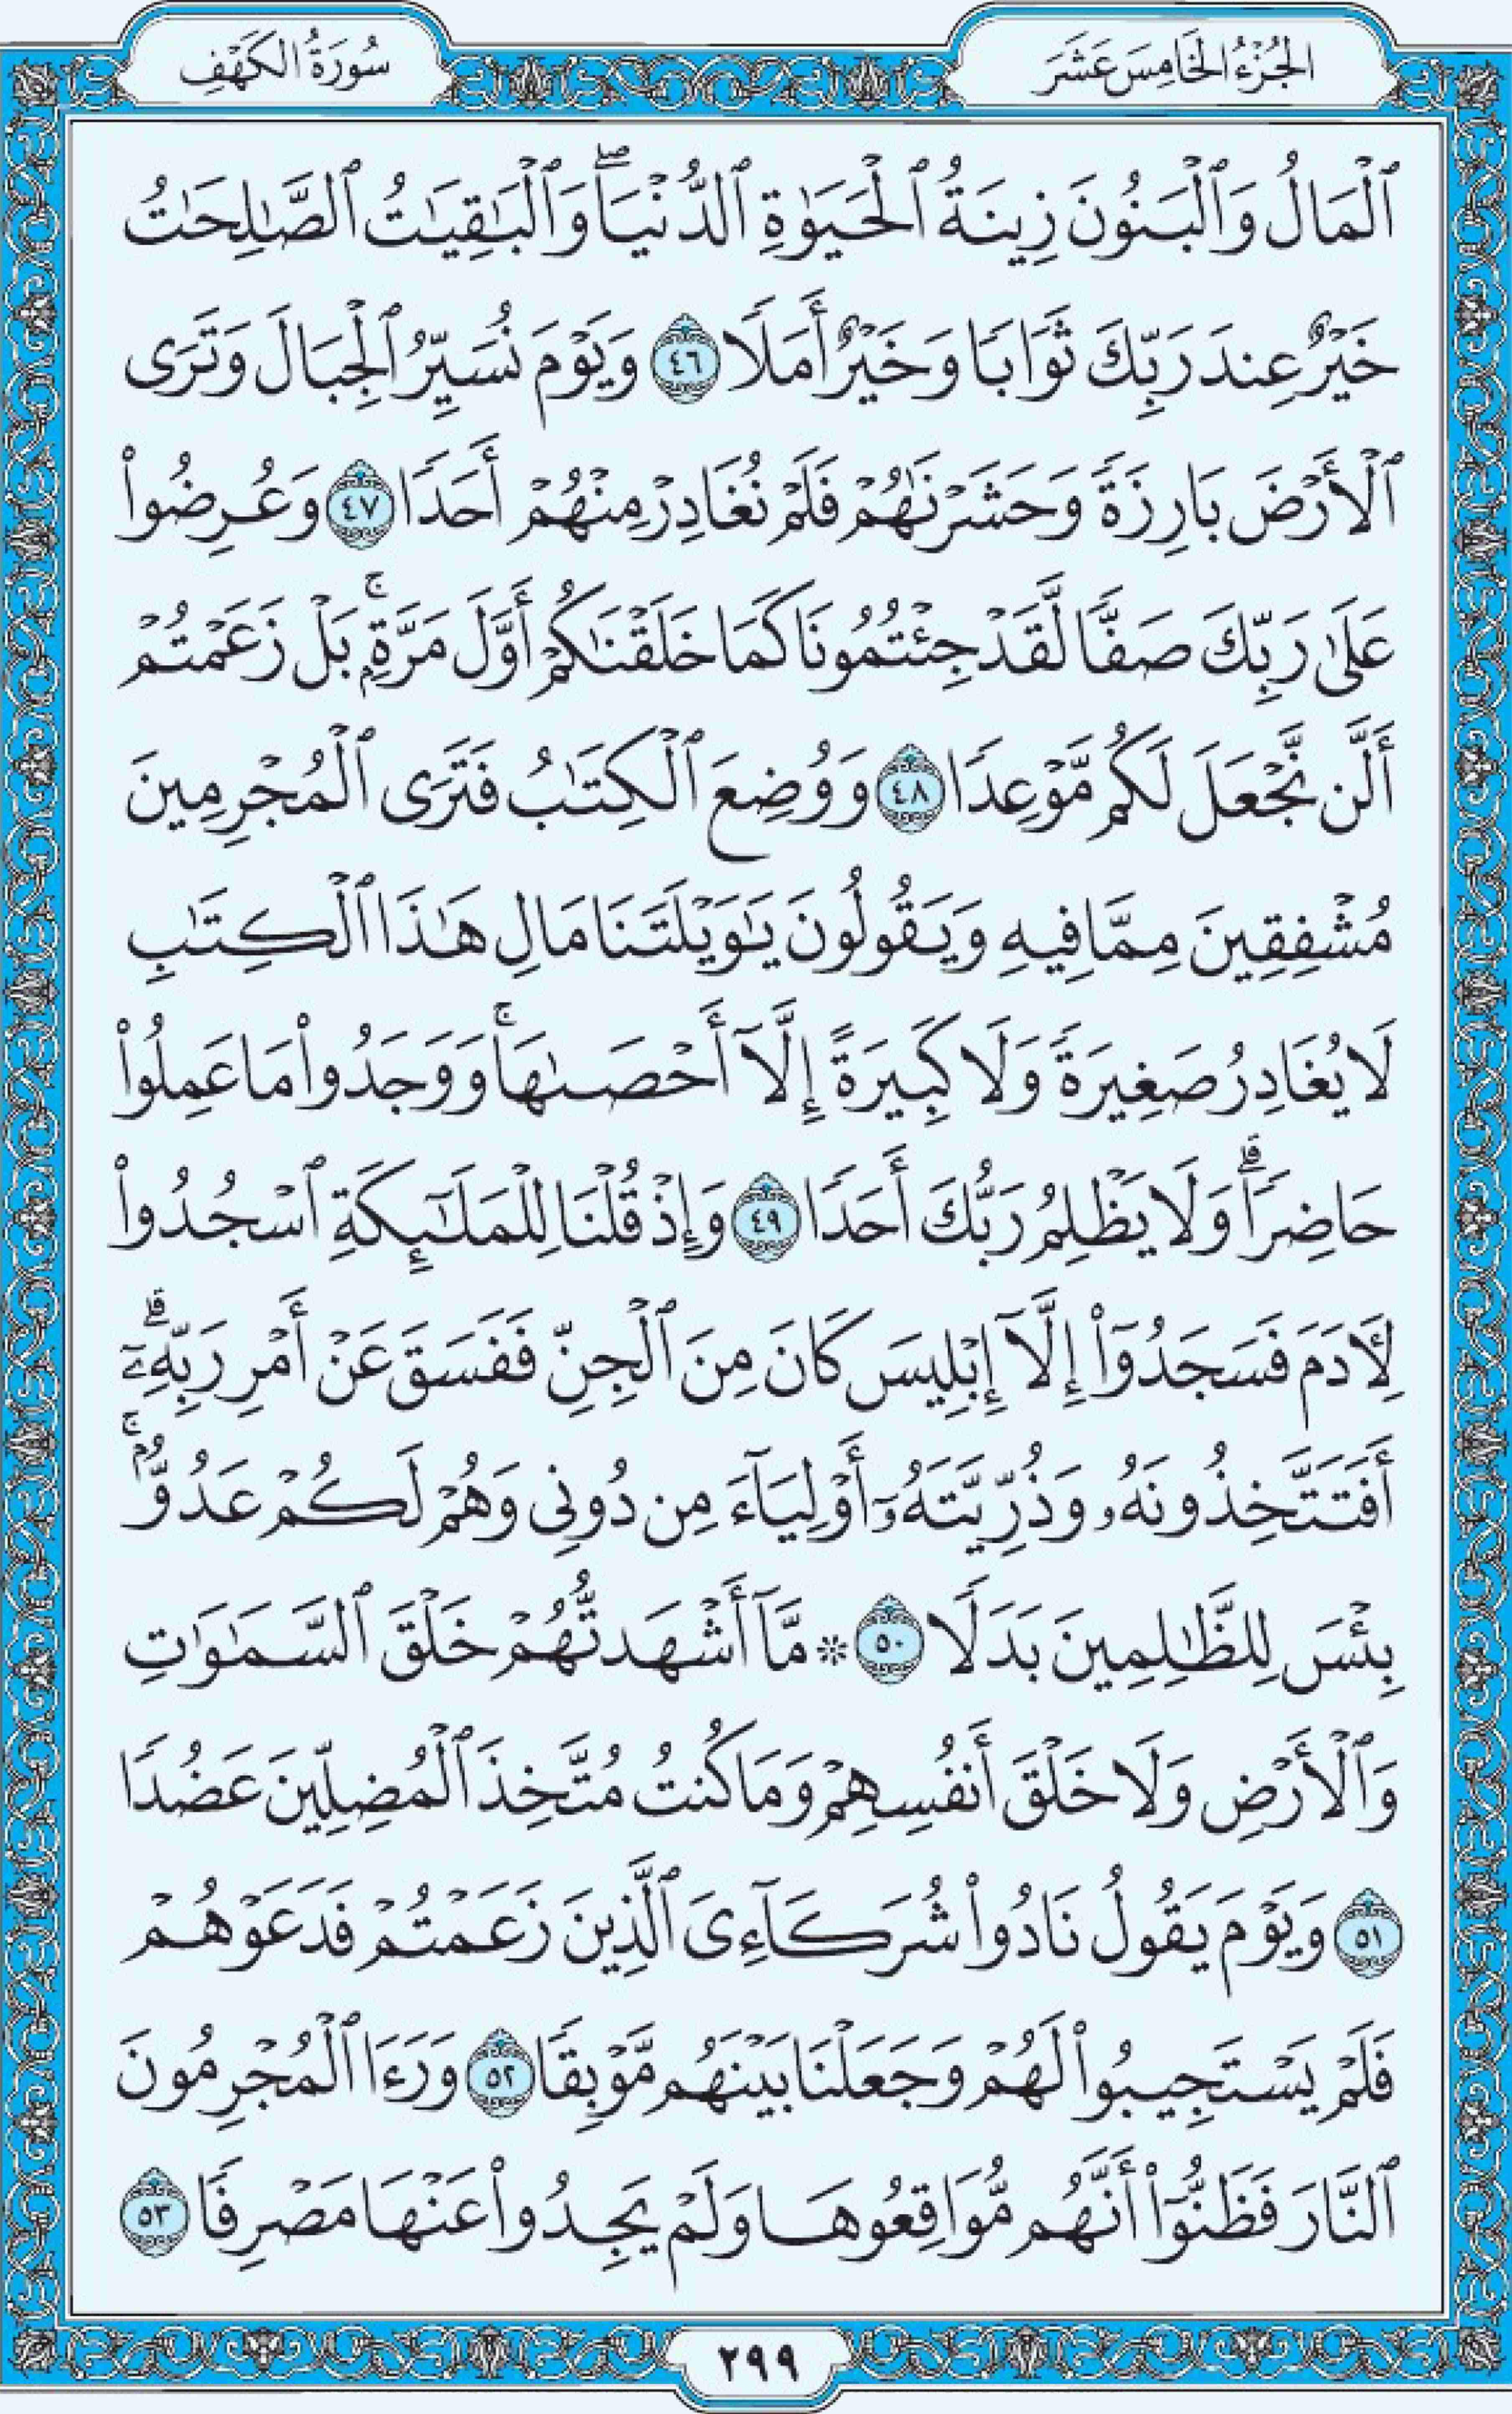 الجُزْءُ الخَامِسَ عَشَرَ
سُورَةُ الكَهْفِ
ٱلْمَالُ وَٱلْبَنُونَ زِينَةُ ٱلْحَيَوٰةِ ٱلدُّنْيَاۖ وَٱلْبَٰقِيَٰتُ ٱلصَّٰلِحَٰتُ
خَيْرٌ عِندَ رَبِّكَ ثَوَابًا وَخَيْرٌ أَمَلًا ٤٦ وَيَوْمَ نُسَيِّرُ ٱلْجِبَالَ وَتَرَى
ٱلْأَرْضَ بَارِزَةً وَحَشَرْنَٰهُمْ فَلَمْ نُغَادِرْ مِنْهُمْ أَحَدًا ٤٧ وَعُرِضُوا۟
عَلَىٰ رَبِّكَ صَفًّا لَّقَدْ جِئْتُمُونَا كَمَا خَلَقْنَٰكُمْ أَوَّلَ مَرَّةٍۭۚ بَلْ زَعَمْتُمْ
أَلَّن نَّجْعَلَ لَكُم مَّوْعِدًا ٤٨ وَوُضِعَ ٱلْكِتَٰبُ فَتَرَى ٱلْمُجْرِمِينَ
مُشْفِقِينَ مِمَّا فِيهِ وَيَقُولُونَ يَٰوَيْلَتَنَا مَالِ هَٰذَا ٱلْكِتَٰبِ
لَا يُغَادِرُ صَغِيرَةً وَلَا كَبِيرَةً إِلَّآ أَحْصَىٰهَاۚ وَوَجَدُوا۟ مَا عَمِلُوا۟
حَاضِرًاۗ وَلَا يَظْلِمُ رَبُّكَ أَحَدًا ٤٩ وَإِذْ قُلْنَا لِلْمَلَٰٓئِكَةِ ٱسْجُدُوا۟
لِـَٔادَمَ فَسَجَدُوٓا۟ إِلَّآ إِبْلِيسَ كَانَ مِنَ ٱلْجِنِّ فَفَسَقَ عَنْ أَمْرِ رَبِّهِۦٓۗ
أَفَتَتَّخِذُونَهُۥ وَذُرِّيَّتَهُۥٓ أَوْلِيَآءَ مِن دُونِى وَهُمْ لَكُمْ عَدُوٌّۢۚ
بِئْسَ لِلظَّٰلِمِينَ بَدَلًا ٥٠ * مَّآ أَشْهَدتُّهُمْ خَلْقَ ٱلسَّمَٰوَٰتِ
وَٱلْأَرْضِ وَلَا خَلْقَ أَنفُسِهِمْ وَمَا كُنتُ مُتَّخِذَ ٱلْمُضِلِّينَ عَضُدًا
٥١ وَيَوْمَ يَقُولُ نَادُوا۟ شُرَكَآءِىَ ٱلَّذِينَ زَعَمْتُمْ فَدَعَوْهُمْ
فَلَمْ يَسْتَجِيبُوا۟ لَهُمْ وَجَعَلْنَا بَيْنَهُم مَّوْبِقًا ٥٢ وَرَءَا ٱلْمُجْرِمُونَ
ٱلنَّارَ فَظَنُّوٓا۟ أَنَّهُم مُّوَاقِعُوهَا وَلَمْ يَجِدُوا۟ عَنْهَا مَصْرِفًا ٥٣
٢٩٩